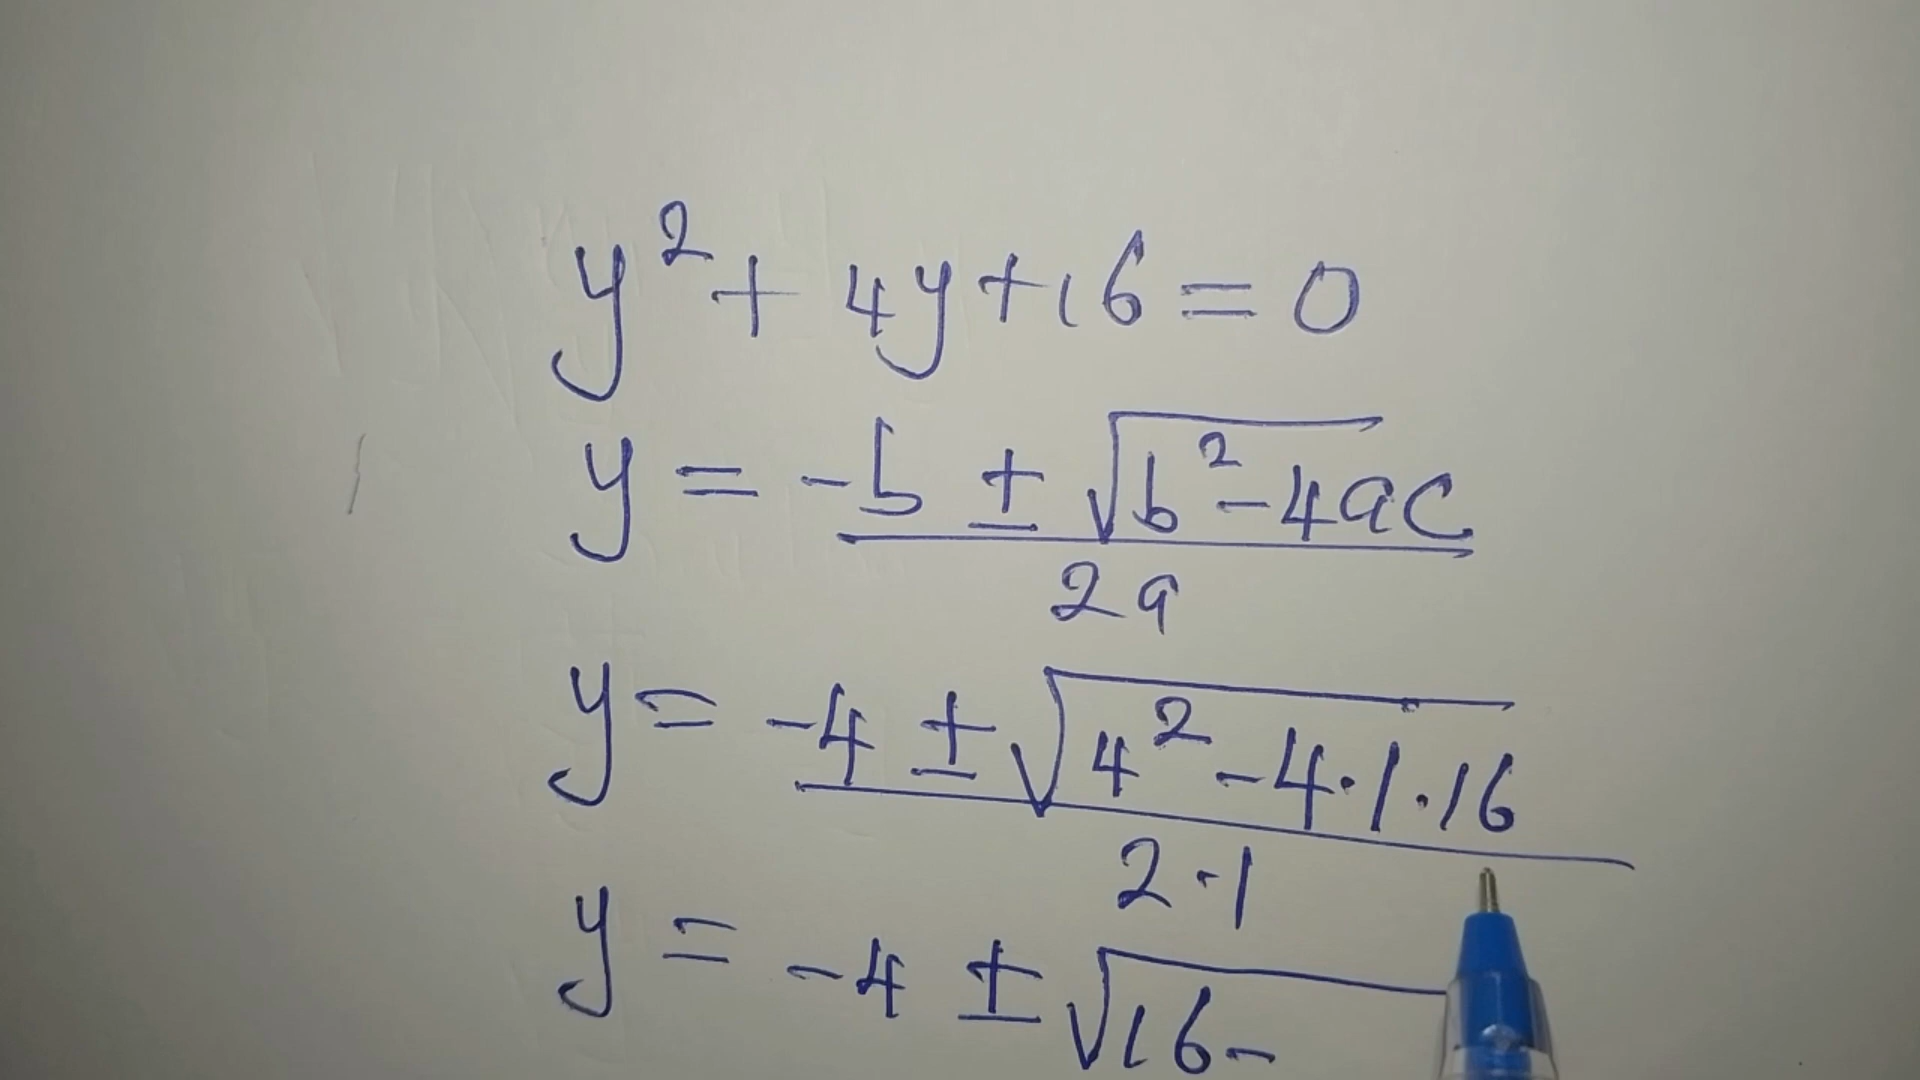 y² + 4y + 16 = 0
y = -b ± √b² - 4ac
2a
y = -4 ± √4² - 4·1·16
2·1
y = -4 ± √16 -